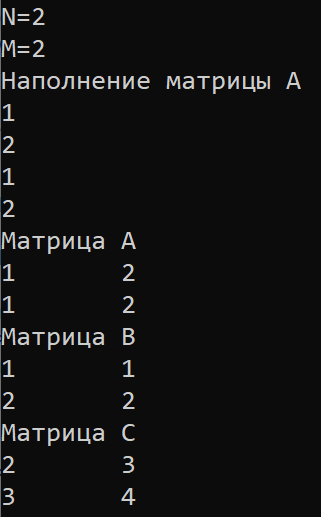 N=2
M=2
Наполнение матрицы А
1
2
1
2
Матрица А
1 2
1 2
Матрица В
1 1
2 2
Матрица С
2 3
3 4